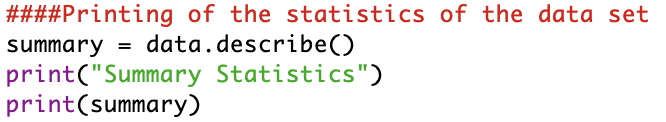 ####Printing of the statistics of the data set
summary = data.describe()
print("Summary Statistics")
print(summary)